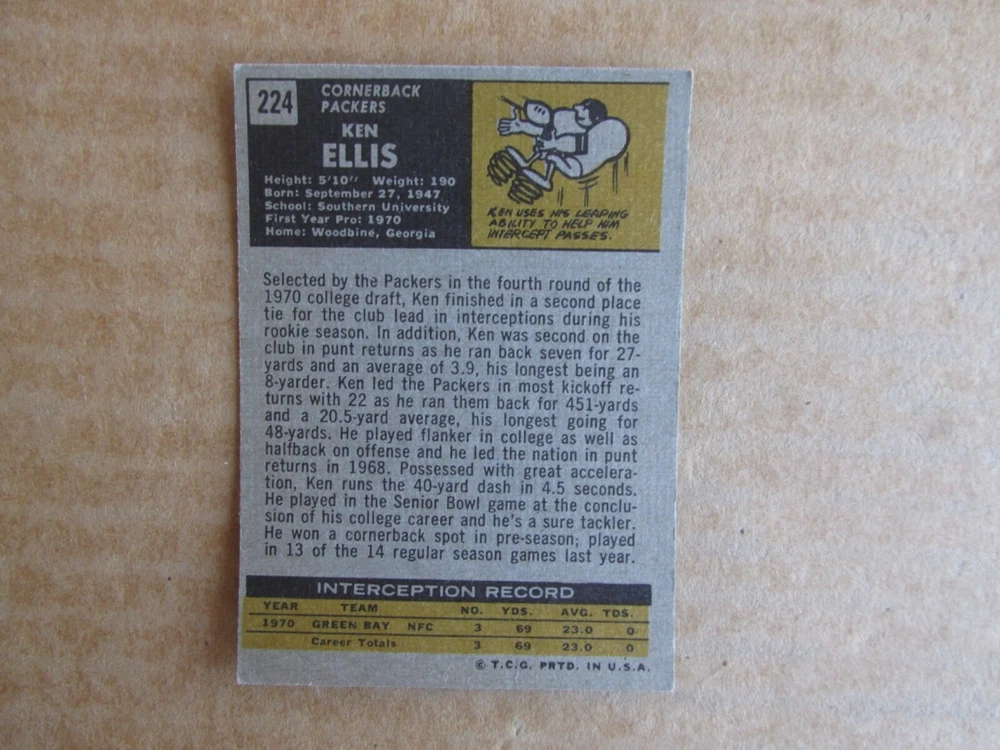 224
CORNERBACK
PACKERS
KEN
ELLIS
Height: 5'10" Weight: 190
Born: September 27, 1947
School: Southern University
First Year Pro: 1970
Home: Woodbine, Georgia
KEN USES HIS LEAPING
ABILITY TO HELP HIM
INTERCEPT PASSES.
Selected by the Packers in the fourth round of the
1970 college draft, Ken finished in a second place
tie for the club lead in interceptions during his
rookie season. In addition, Ken was second on the
club in punt returns as he ran back seven for 27-
yards and an average of 3.9, his longest being an
8-yarder. Ken led the Packers in most kickoff re-
turns with 22 as he ran them back for 451-yards
and a 20.5-yard average, his longest going for
48-yards. He played flanker in college as well as
halfback on offense and he led the nation in punt
returns in 1968. Possessed with great accelera-
tion, Ken runs the 40-yard dash in 4.5 seconds.
He played in the Senior Bowl game at the conclu-
sion of his college career and he's a sure tackler.
He won a cornerback spot in pre-season; played
in 13 of the 14 regular season games last year.
INTERCEPTION RECORD
YEAR TEAM NO. YDS. AVG. TDS.
1970 GREEN BAY NFC 3 69 23.0 0
Career Totals 3 69 23.0 0
© T.C.G. PRTD. IN U.S.A.